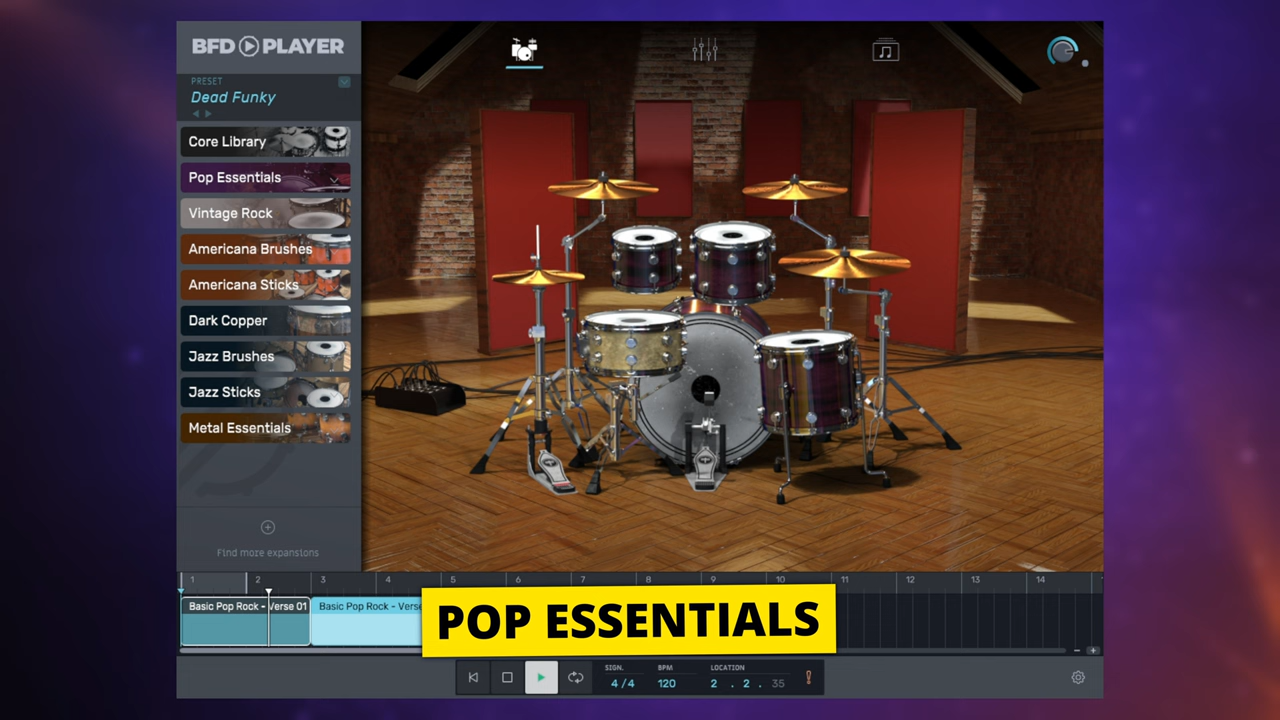 BFD PLAYER
PRESET
Dead Funky
Core Library
Pop Essentials
Vintage Rock
Americana Brushes
Americana Sticks
Dark Copper
Jazz Brushes
Jazz Sticks
Metal Essentials
Find more expansions
1 2 3 4 5 6 7 8 9 10 11 12 13 14
Basic Pop Rock - Verse 01 Basic Pop Rock - Verse
POP ESSENTIALS
SIGN. BPM LOCATION
4/4 120 2 . 2 . 35